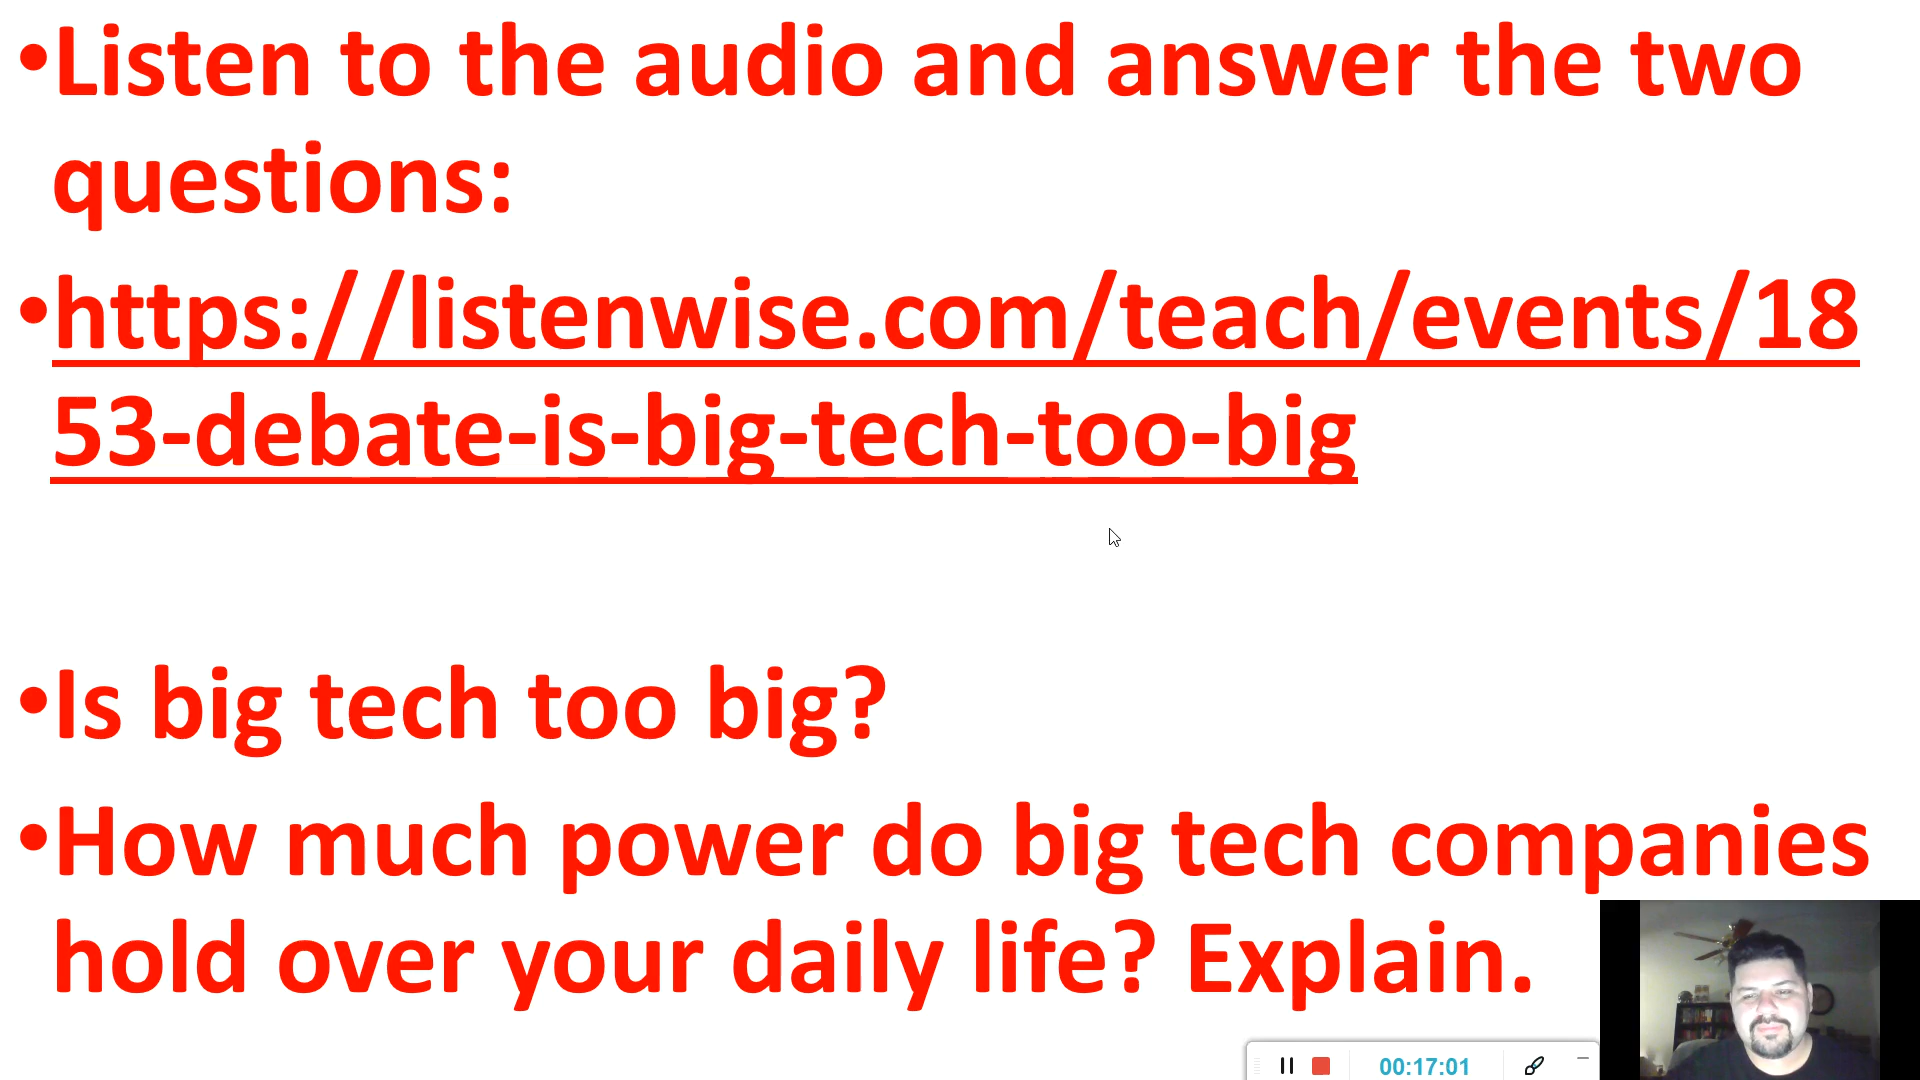 •Listen to the audio and answer the two
questions:
•https://listenwise.com/teach/events/18
53-debate-is-big-tech-too-big
•Is big tech too big?
•How much power do big tech companies
hold over your daily life? Explain.
00:17:01